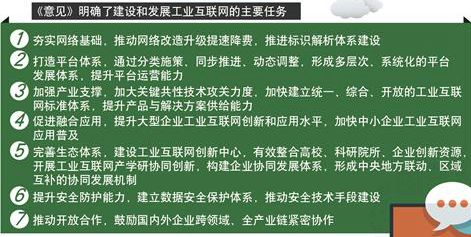 《意见》明确了建设和发展工业互联网的主要任务
1 夯实网络基础，推动网络改造升级提速降费，推进标识解析体系建设
2 打造平台体系，通过分类施策、同步推进、动态调整，形成多层次、系统化的平台
发展体系，提升平台运营能力
3 加强产业支撑，加大关键共性技术攻关力度，加快建立统一、综合、开放的工业互联
网标准体系，提升产品与解决方案供给能力
4 促进融合应用，提升大型企业工业互联网创新和应用水平，加快中小企业工业互联网
应用普及
5 完善生态体系，建设工业互联网创新中心，有效整合高校、科研院所、企业创新资源，
开展工业互联网产学研协同创新，构建企业协同发展体系，形成中央地方联动、区域
互补的协同发展机制
6 提升安全防护能力，建立数据安全保护体系，推动安全技术手段建设
7 推动开放合作，鼓励国内外企业跨领域、全产业链紧密协作